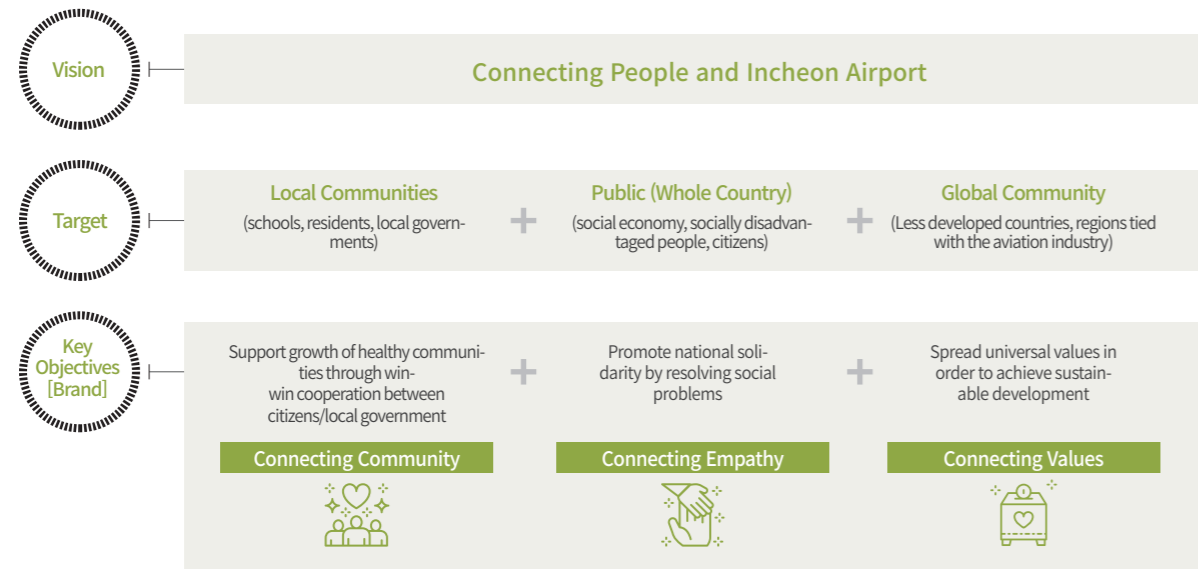 Vision
Connecting People and Incheon Airport
Target
Local Communities
(schools, residents, local govern-
ments)
+
Public (Whole Country)
(social economy, socially disadvan-
taged people, citizens)
+
Global Community
(Less developed countries, regions tied
with the aviation industry)
Key
Objectives
[Brand]
Support growth of healthy communi-
ties through win-
win cooperation between
citizens/local government
+
Promote national soli-
darity by resolving social
problems
+
Spread universal values in
order to achieve sustain-
able development
Connecting Community
Connecting Empathy
Connecting Values